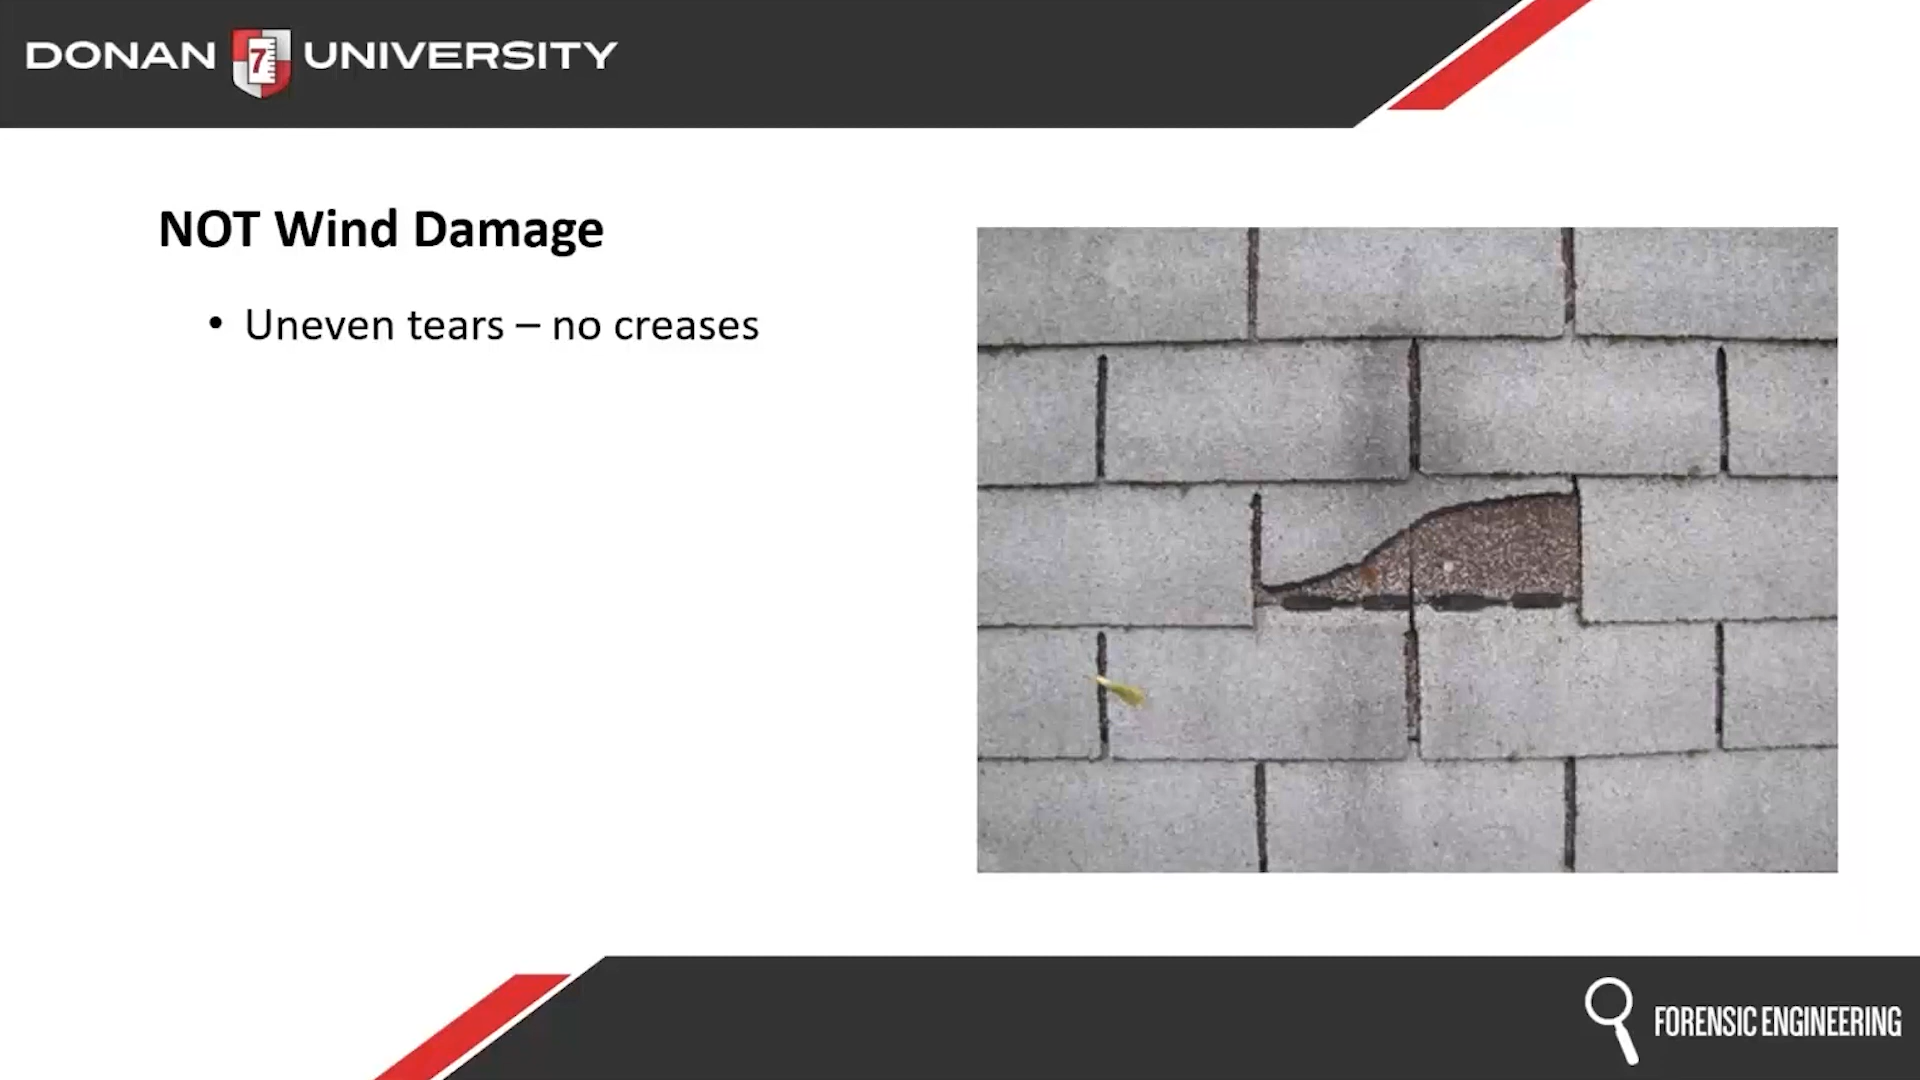 DONAN 7 UNIVERSITY
NOT Wind Damage
• Uneven tears – no creases
FORENSIC ENGINEERING